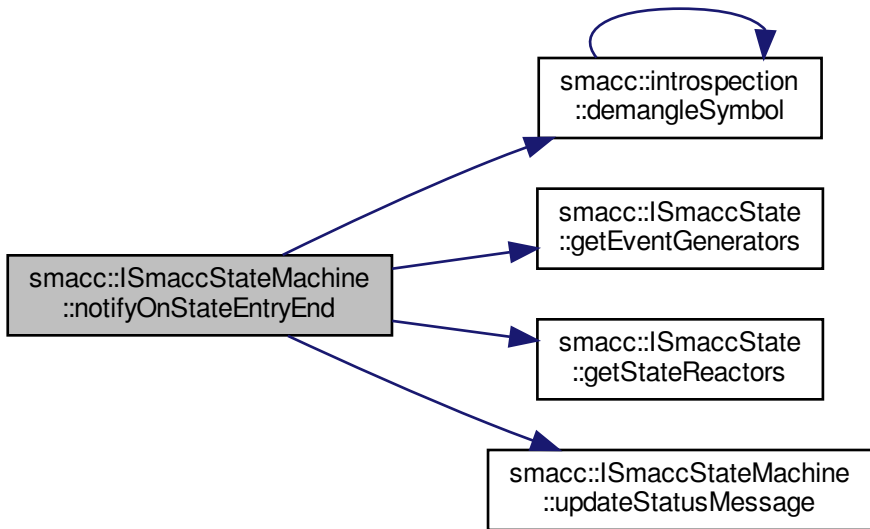 smacc::introspection
::demangleSymbol
smacc::ISmaccState
::getEventGenerators
smacc::ISmaccStateMachine
::notifyOnStateEntryEnd
smacc::ISmaccState
::getStateReactors
smacc::ISmaccStateMachine
::updateStatusMessage